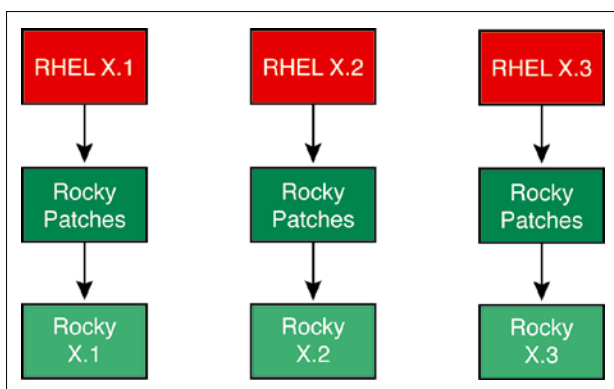 RHEL X.1
RHEL X.2
RHEL X.3
Rocky
Patches
Rocky
Patches
Rocky
Patches
Rocky
X.1
Rocky
X.2
Rocky
X.3